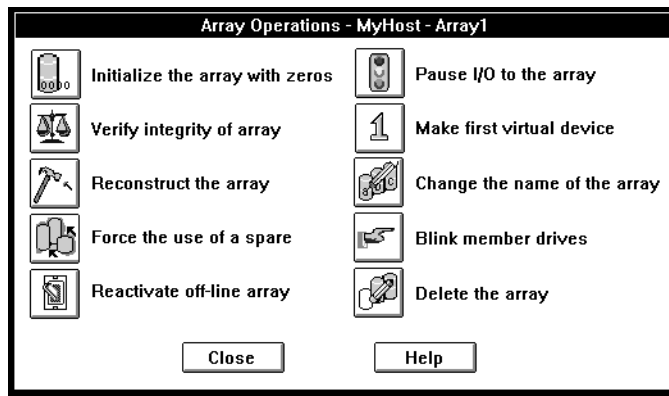 Array Operations - MyHost - Array1
Initialize the array with zeros
Verify integrity of array
Reconstruct the array
Force the use of a spare
Reactivate off-line array
Pause I/O to the array
Make first virtual device
Change the name of the array
Blink member drives
Delete the array
Close
Help